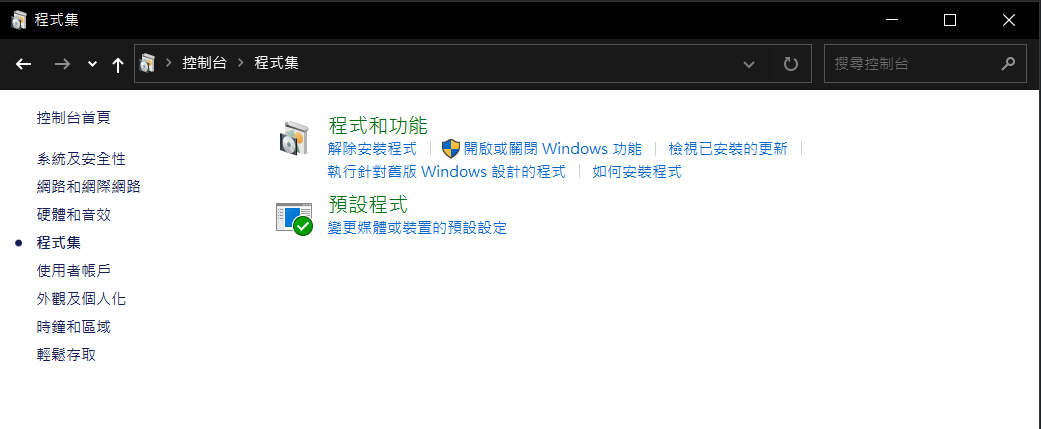 程式集
控制台 程式集
搜尋控制台
控制台首頁
系統及安全性
網路和網際網路
硬體和音效
程式集
使用者帳戶
外觀及個人化
時鐘和區域
輕鬆存取
程式和功能
解除安裝程式 開啟或關閉 Windows 功能 檢視已安裝的更新
執行針對舊版 Windows 設計的程式 如何安裝程式
預設程式
變更媒體或裝置的預設設定